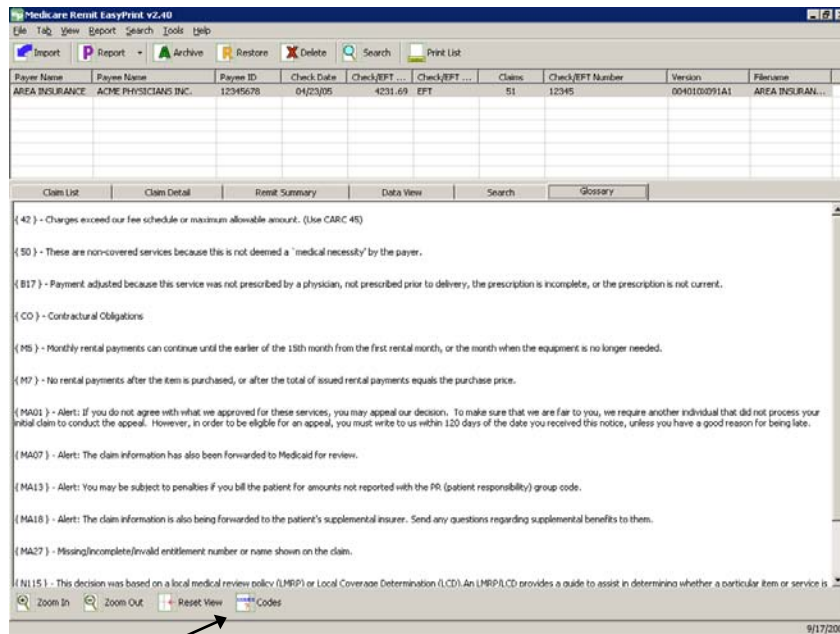 Medicare Remit EasyPrint v2.40
File Tab View Report Search Tools Help
Import Report Archive Restore Delete Search Print List
Payer Name Payee Name Payee ID Check Date Check/EFT ... Check/EFT ... Claims Check/EFT Number Version Filename
AREA INSURANCE ACME PHYSICIANS INC. 12345678 04/23/05 4231.69 EFT 51 12345 004010X091A1 AREA INSURAN...
Claim List Claim Detail Remit Summary Data View Search Glossary
{ 42 } - Charges exceed our fee schedule or maximum allowable amount. (Use CARC 45)
{ 50 } - These are non-covered services because this is not deemed a `medical necessity' by the payer.
{ B17 } - Payment adjusted because this service was not prescribed by a physician, not prescribed prior to delivery, the prescription is incomplete, or the prescription is not current.
{ CO } - Contractural Obligations
{ M5 } - Monthly rental payments can continue until the earlier of the 15th month from the first rental month, or the month when the equipment is no longer needed.
{ M7 } - No rental payments after the item is purchased, or after the total of issued rental payments equals the purchase price.
{ MA01 } - Alert: If you do not agree with what we approved for these services, you may appeal our decision. To make sure that we are fair to you, we require another individual that did not process your
initial claim to conduct the appeal. However, in order to be eligible for an appeal, you must write to us within 120 days of the date you received this notice, unless you have a good reason for being late.
{ MA07 } - Alert: The claim information has also been forwarded to Medicaid for review.
{ MA13 } - Alert: You may be subject to penalties if you bill the patient for amounts not reported with the PR (patient responsibility) group code.
{ MA18 } - Alert: The claim information is also being forwarded to the patient's supplemental insurer. Send any questions regarding supplemental benefits to them.
{ MA27 } - Missing/incomplete/invalid entitlement number or name shown on the claim.
{ N115 } - This decision was based on a local medical review policy (LMRP) or Local Coverage Determination (LCD).An LMRP/LCD provides a guide to assist in determining whether a particular item or service is
Zoom In Zoom Out Reset View Codes
9/17/20